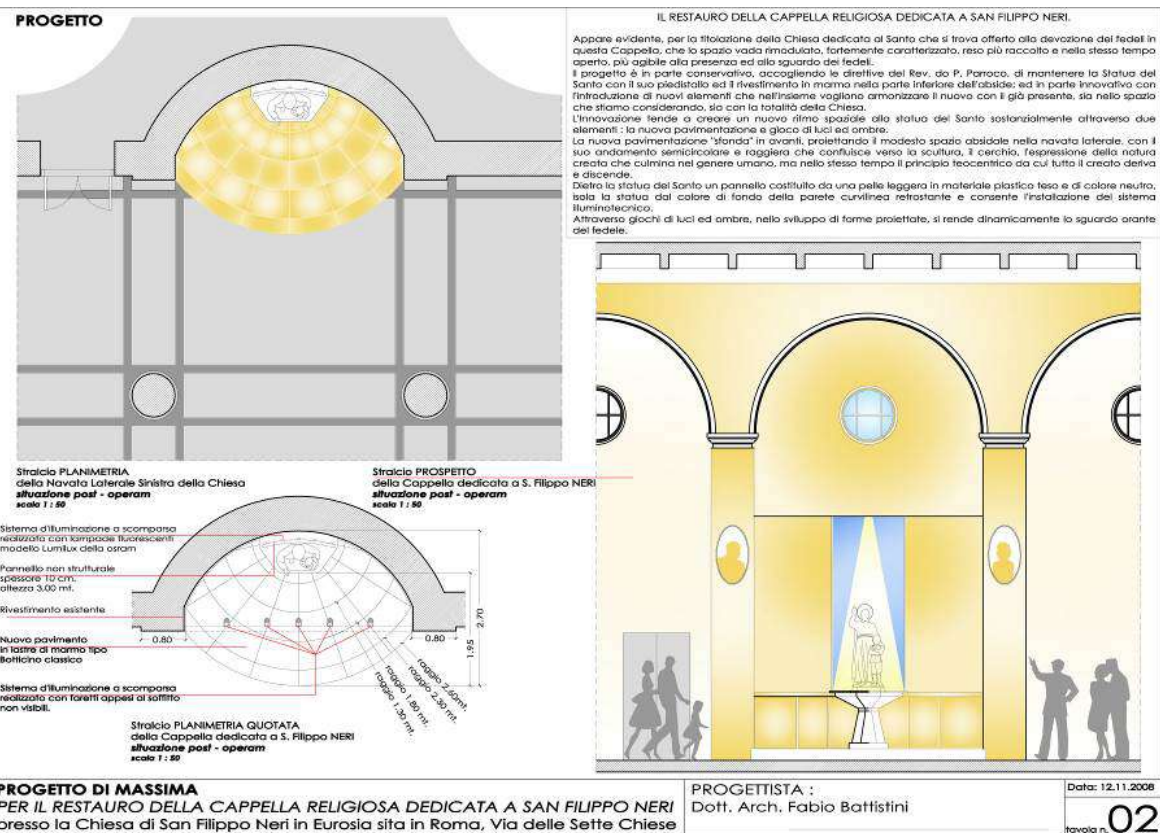 PROGETTO
IL RESTAURO DELLA CAPPELLA RELIGIOSA DEDICATA A SAN FILIPPO NERI.
Appare evidente, per la titolazione della Chiesa dedicata al Santo che si trova offerto alla devozione dei fedeli in
questa Cappella, che lo spazio vada rimodulato, fortemente caratterizzato, reso più raccolto e nello stesso tempo
aperto, più agibile alla presenza ed allo sguardo dei fedeli.
Il progetto è in parte conservativo, accogliendo le direttive del Rev. do P. Parroco, di mantenere la Statua del
Santo con il suo piedistallo ed il rivestimento in marmo nella parte inferiore dell'abside; ed in parte innovativo con
l'introduzione di nuovi elementi che nell'insieme vogliono armonizzare il nuovo con il già presente, sia nello spazio
che stiamo considerando, sia con la totalità della Chiesa.
L'innovazione tende a creare un nuovo ritmo spaziale alla statua del Santo sostanzialmente attraverso due
elementi : la nuova pavimentazione e gioco di luci ed ombre.
La nuova pavimentazione "sfonda" in avanti, proiettando il modesto spazio absidale nella navata laterale, con il
suo andamento semicircolare e raggiera che confluisce verso la scultura, il cerchio, l'espressione della natura
creata che culmina nel genere umano, ma nello stesso tempo il principio teocentrico da cui tutto il creato deriva
e discende.
Dietro la statua del Santo un pannello costituito da una pelle leggera in materiale plastico teso e di colore neutro,
isola la statua dal colore di fondo della parete curvilinea retrostante e consente l'installazione del sistema
illuminotecnico.
Attraverso giochi di luci ed ombre, nello sviluppo di forme proiettate, si rende dinamicamente lo sguardo orante
del fedele.
Stralcio PLANIMETRIA
della Navata Laterale Sinistra della Chiesa
situazione post - operam
scala 1 : 50
Stralcio PROSPETTO
della Cappella dedicata a S. Filippo NERI
situazione post - operam
scala 1 : 50
Sistema d'illuminazione a scomparsa
realizzato con lampade fluorescenti
modello Lumilux della osram
Pannello non strutturale
spessore 10 cm.
altezza 3,00 mt.
Rivestimento esistente
Nuovo pavimento
in lastre di marmo tipo
Botticino classico
Sistema d'illuminazione a scomparsa
realizzato con faretti appesi al soffitto
non visibili.
0.80
0.80
1.95
2.70
raggio 2.60mt.
raggio 2.30 mt.
raggio 1.80 mt.
raggio 1.30 mt.
Stralcio PLANIMETRIA QUOTATA
della Cappella dedicata a S. Filippo NERI
situazione post - operam
scala 1 : 50
PROGETTO DI MASSIMA
PER IL RESTAURO DELLA CAPPELLA RELIGIOSA DEDICATA A SAN FILIPPO NERI
presso la Chiesa di San Filippo Neri in Eurosia sita in Roma, Via delle Sette Chiese
PROGETTISTA :
Dott. Arch. Fabio Battistini
Data: 12.11.2008
tavola n. 02